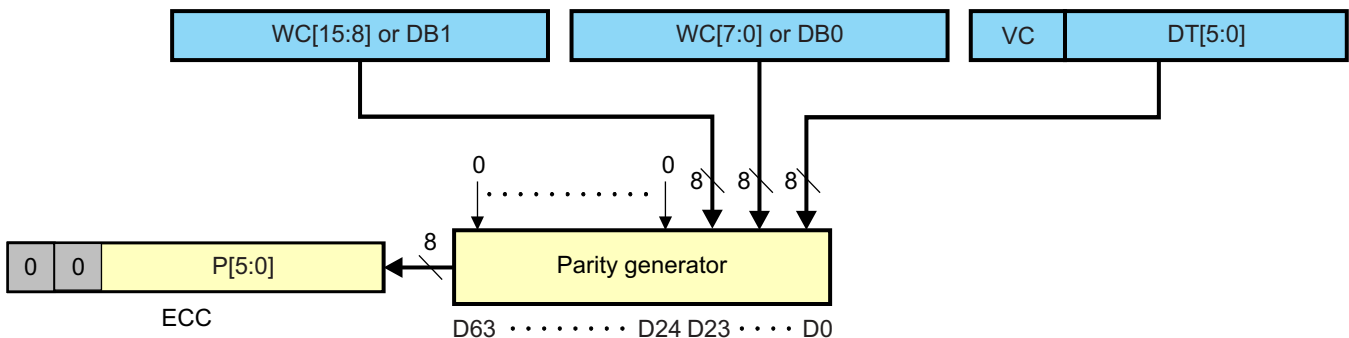 WC[15:8] or DB1
WC[7:0] or DB0
VC
DT[5:0]
0
0
8
8
8
8
0
0
P[5:0]
Parity generator
ECC
D63 · · · · · · · · D24 D23 · · · · D0